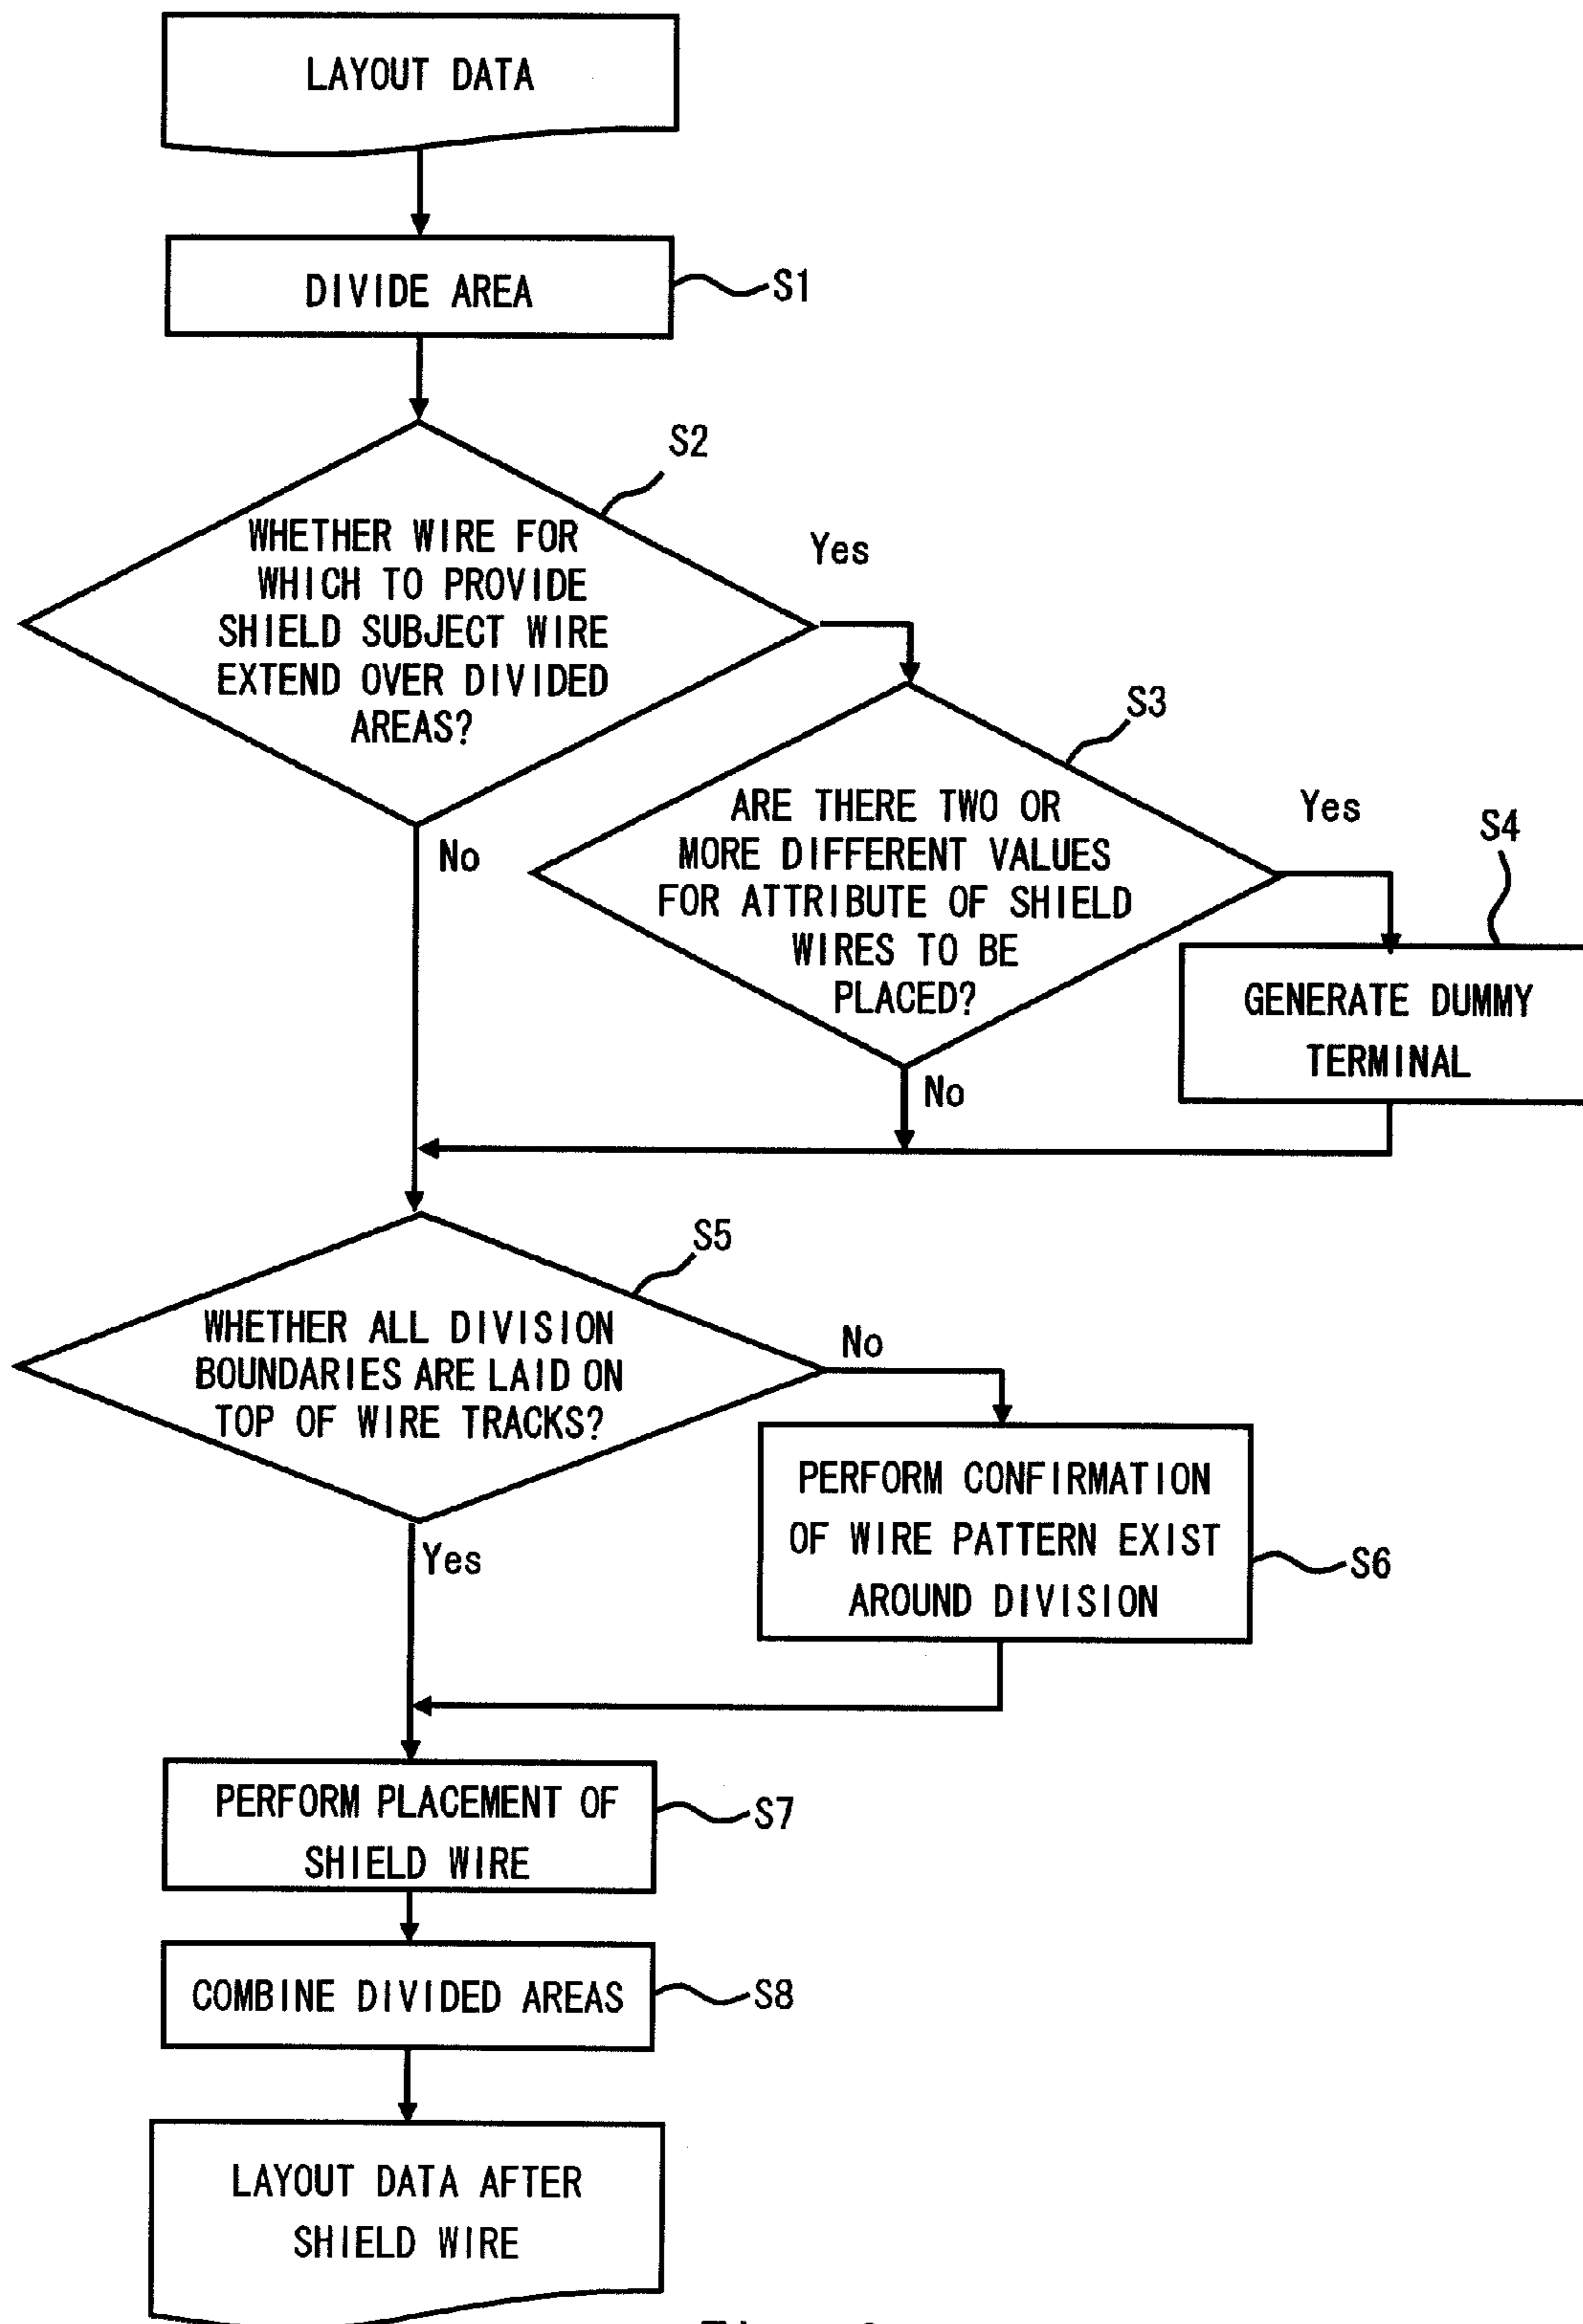 LAYOUT DATA
DIVIDE AREA
S1
S2
WHETHER WIRE FOR
WHICH TO PROVIDE
SHIELD SUBJECT WIRE
EXTEND OVER DIVIDED
AREAS?
Yes
No
S3
ARE THERE TWO OR
MORE DIFFERENT VALUES
FOR ATTRIBUTE OF SHIELD
WIRES TO BE
PLACED?
Yes
No
S4
GENERATE DUMMY
TERMINAL
S5
WHETHER ALL DIVISION
BOUNDARIES ARE LAID ON
TOP OF WIRE TRACKS?
No
Yes
PERFORM CONFIRMATION
OF WIRE PATTERN EXIST
AROUND DIVISION
S6
PERFORM PLACEMENT OF
SHIELD WIRE
S7
COMBINE DIVIDED AREAS
S8
LAYOUT DATA AFTER
SHIELD WIRE